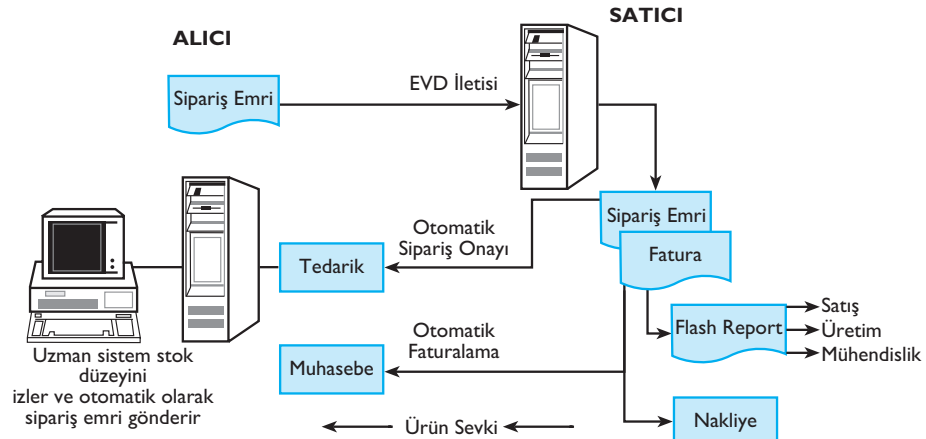 SATICI
ALICI
EVD İletisi
Sipariş Emri
Sipariş Emri
Otomatik
Sipariş Onayı
Fatura
Tedarik
Satış
Flash Report
Üretim
Otomatik
Faturalama
Mühendislik
Uzman sistem stok
düzeyini
izler ve otomatik olarak
sipariş emri gönderir
Muhasebe
Ürün Sevki
Nakliye